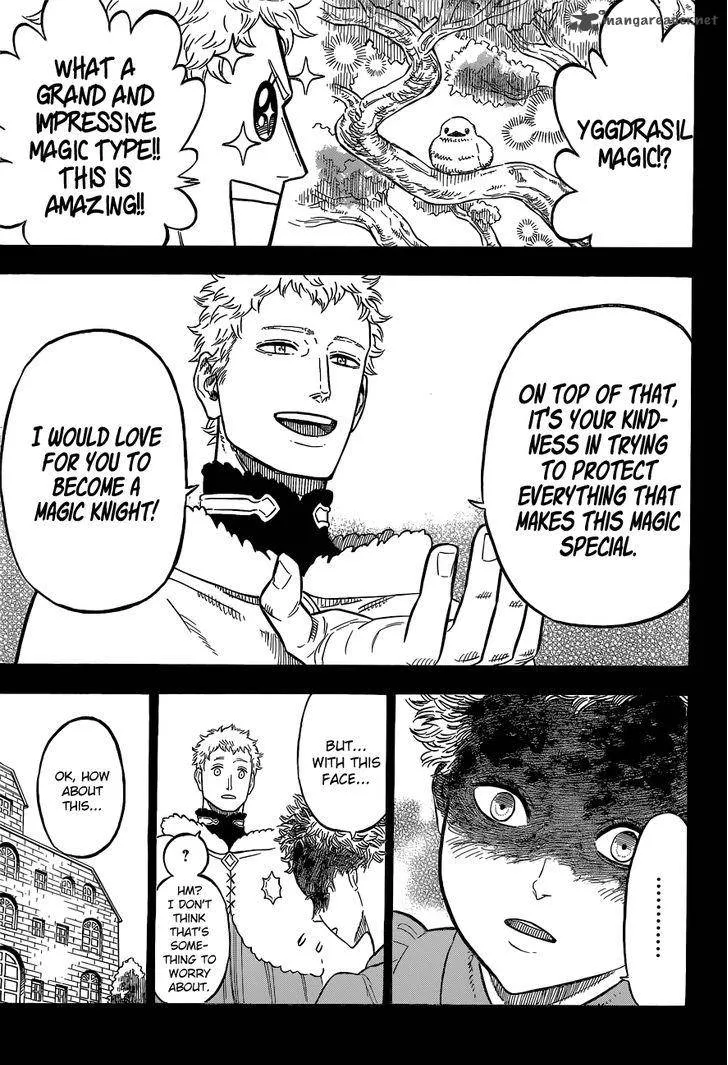 mangareader.net
YGGDRASIL
MAGIC!?
WHAT A
GRAND AND
IMPRESSIVE
MAGIC TYPE!!
THIS IS
AMAZING!!
ON TOP OF THAT,
IT'S YOUR KIND-
NESS IN TRYING
TO PROTECT
EVERYTHING THAT
MAKES THIS MAGIC
SPECIAL.
I WOULD LOVE
FOR YOU TO
BECOME A
MAGIC KNIGHT!
..........
BUT...
WITH THIS
FACE...
?
HM?
I DON'T
THINK
THAT'S
SOME-
THING TO
WORRY
ABOUT.
OK, HOW
ABOUT
THIS...